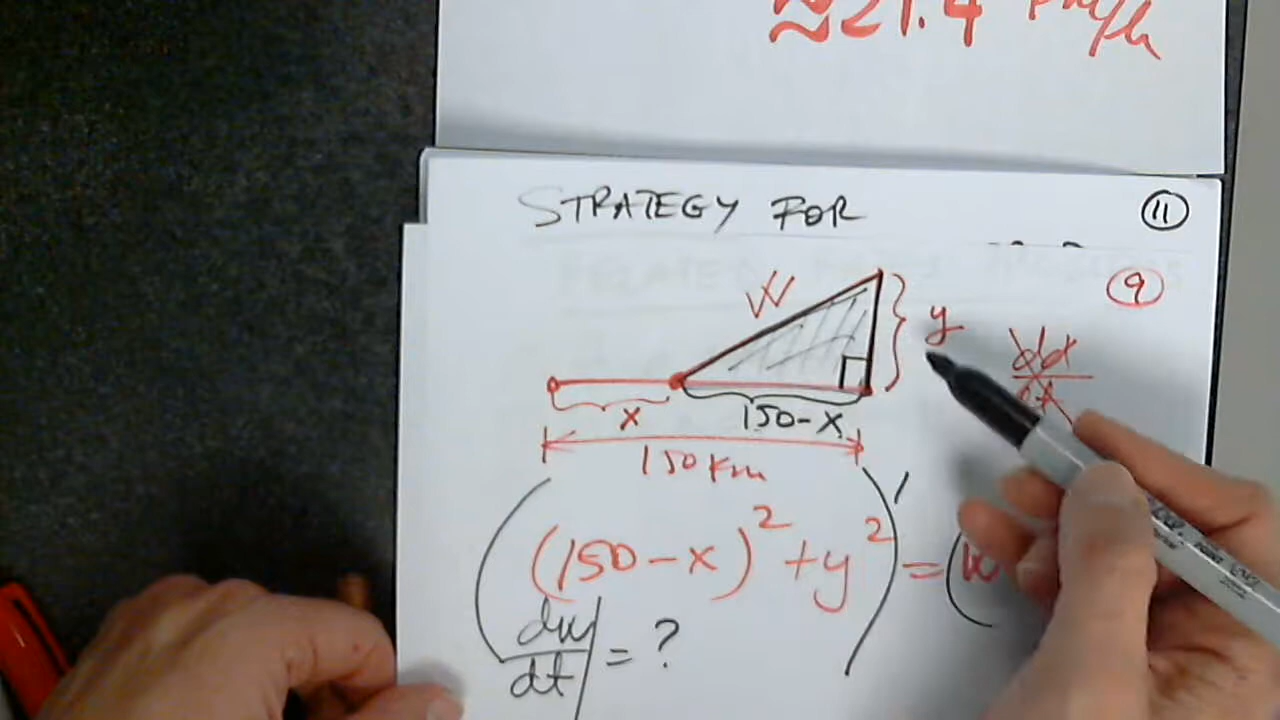 ≈21.4 km/h
STRATEGY FOR 11
9
W y
x 150-x
150 km
((150-x)² + y²)' = (w
dw/dt | = ?